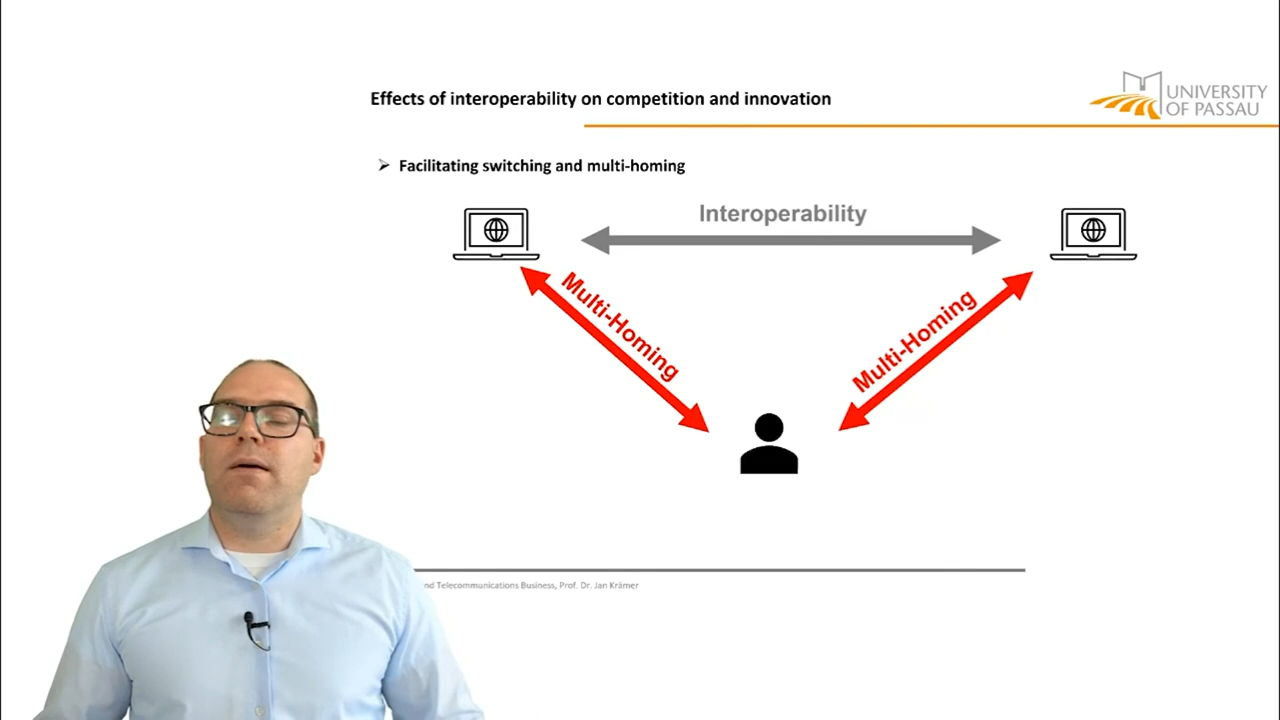 Effects of interoperability on competition and innovation
UNIVERSITY
OF PASSAU
Facilitating switching and multi-homing
Interoperability
Multi-Homing
Multi-Homing
Telecommunications Business, Prof. Dr. Jan Krämer